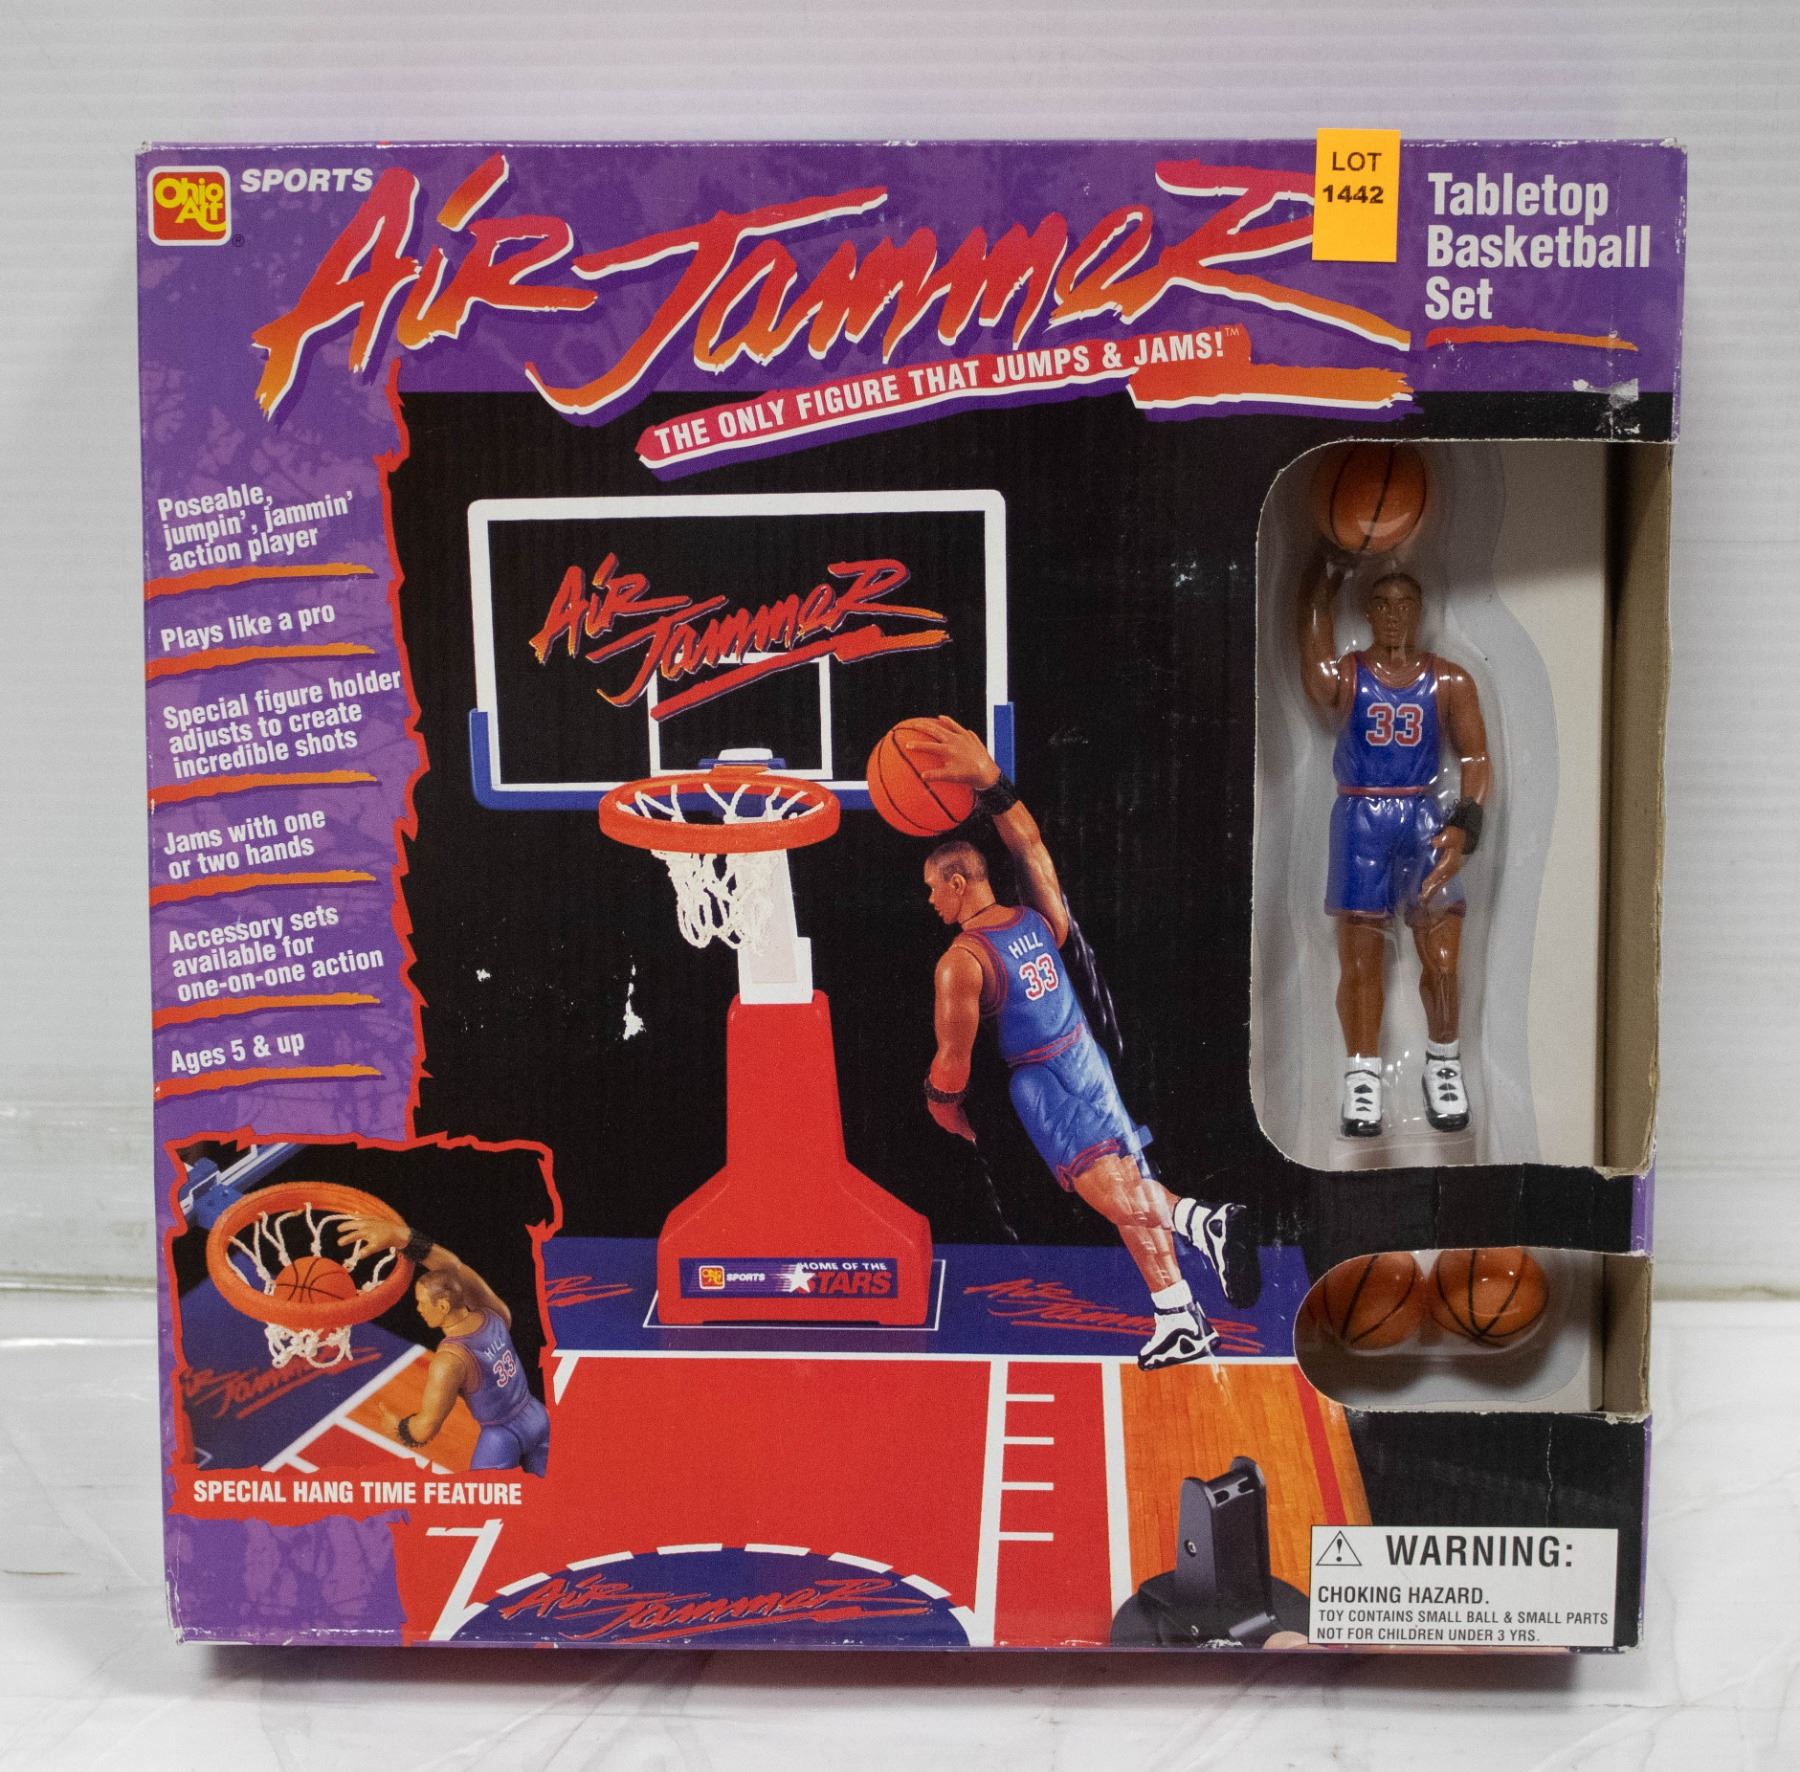 Ohio
Art
®
SPORTS
Air Jammer
THE ONLY FIGURE THAT JUMPS & JAMS!™
LOT
1442
Tabletop
Basketball
Set
Poseable,
jumpin', jammin'
action player
Plays like a pro
Special figure holder
adjusts to create
incredible shots
Jams with one
or two hands
Accessory sets
available for
one-on-one action
Ages 5 & up
Air
Jammer
33
HILL
33
SPORTS
HOME OF THE
STARS
Air
Jammer
HILL
33
SPECIAL HANG TIME FEATURE
Air Jammer
WARNING:
CHOKING HAZARD.
TOY CONTAINS SMALL BALL & SMALL PARTS
NOT FOR CHILDREN UNDER 3 YRS.